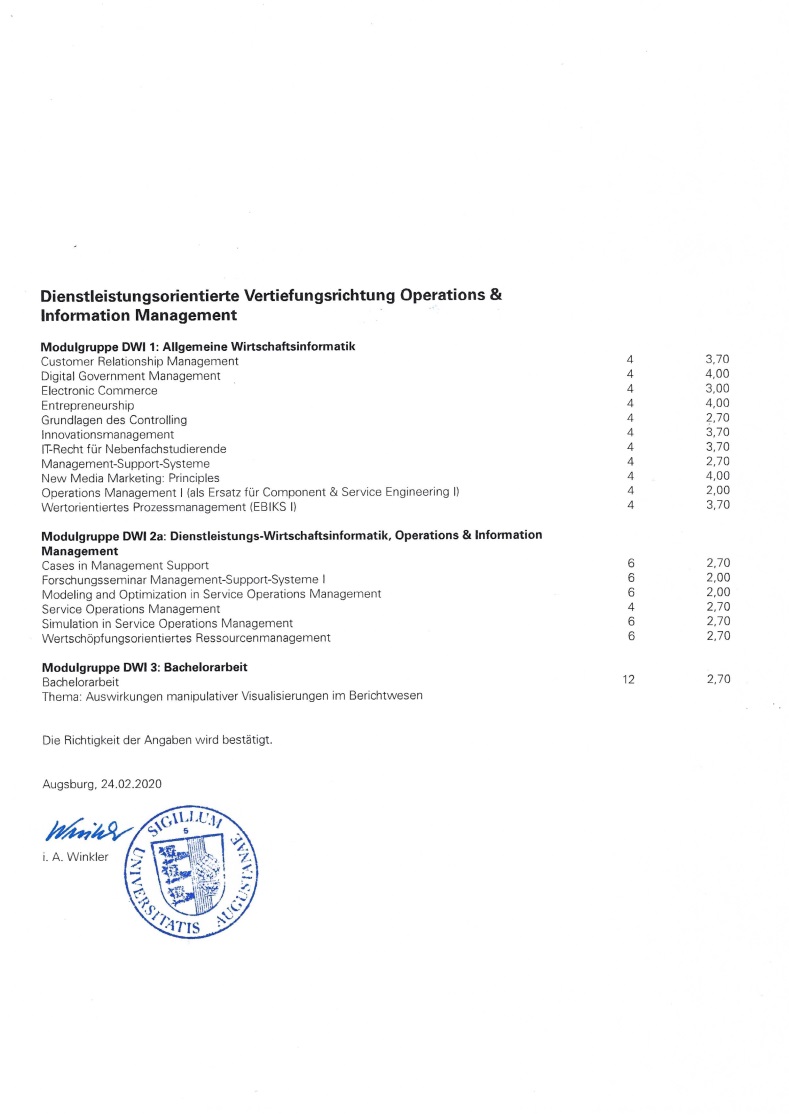 Dienstleistungsorientierte Vertiefungsrichtung Operations &
Information Management
Modulgruppe DWI 1: Allgemeine Wirtschaftsinformatik
Customer Relationship Management 4 3,70
Digital Government Management 4 4,00
Electronic Commerce 4 3,00
Entrepreneurship 4 4,00
Grundlagen des Controlling 4 2,70
Innovationsmanagement 4 3,70
IT-Recht für Nebenfachstudierende 4 3,70
Management-Support-Systeme 4 2,70
New Media Marketing: Principles 4 4,00
Operations Management I (als Ersatz für Component & Service Engineering I) 4 2,00
Wertorientiertes Prozessmanagement (EBIKS I) 4 3,70
Modulgruppe DWI 2a: Dienstleistungs-Wirtschaftsinformatik, Operations & Information
Management
Cases in Management Support 6 2,70
Forschungsseminar Management-Support-Systeme I 6 2,00
Modeling and Optimization in Service Operations Management 6 2,00
Service Operations Management 4 2,70
Simulation in Service Operations Management 6 2,70
Wertschöpfungsorientiertes Ressourcenmanagement 6 2,70
Modulgruppe DWI 3: Bachelorarbeit
Bachelorarbeit 12 2,70
Thema: Auswirkungen manipulativer Visualisierungen im Berichtwesen
Die Richtigkeit der Angaben wird bestätigt.
Augsburg, 24.02.2020
Winkler
i. A. Winkler
SIGILLUM
UNIVERSITATIS
AUGUSTANAE
5